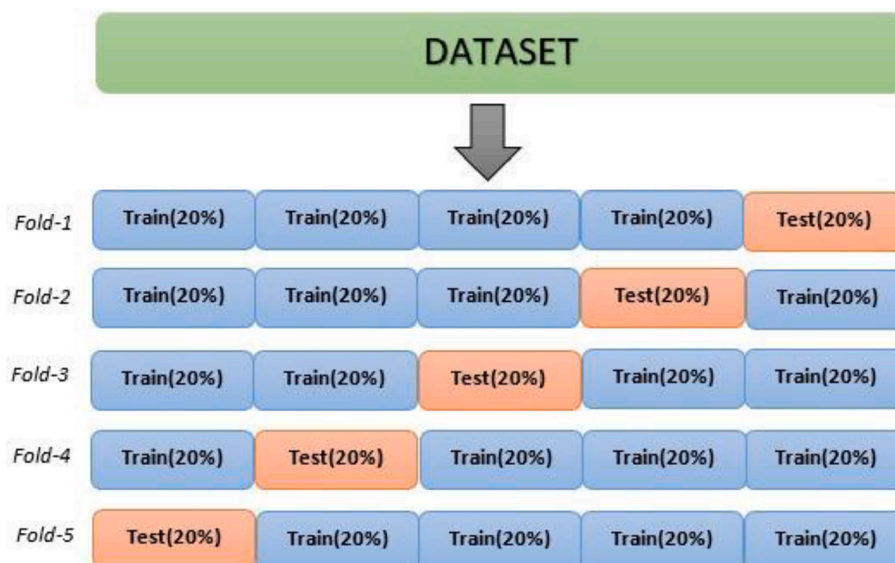 DATASET
Fold-1 Train(20%) Train(20%) Train(20%) Train(20%) Test(20%)
Fold-2 Train(20%) Train(20%) Train(20%) Test(20%) Train(20%)
Fold-3 Train(20%) Train(20%) Test(20%) Train(20%) Train(20%)
Fold-4 Train(20%) Test(20%) Train(20%) Train(20%) Train(20%)
Fold-5 Test(20%) Train(20%) Train(20%) Train(20%) Train(20%)